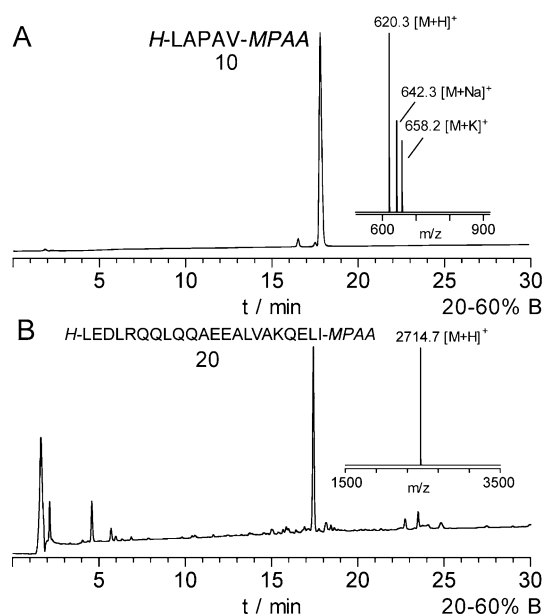 A
H-LAPAV-MPAA
10
620.3 [M+H]+
642.3 [M+Na]+
658.2 [M+K]+
600 m/z 900
5 10 15 20 25 30
t / min 20-60% B
B
H-LEDLRQQLQQAEEALVAKQELI-MPAA
20
2714.7 [M+H]+
1500 m/z 3500
5 10 15 20 25 30
t / min 20-60% B